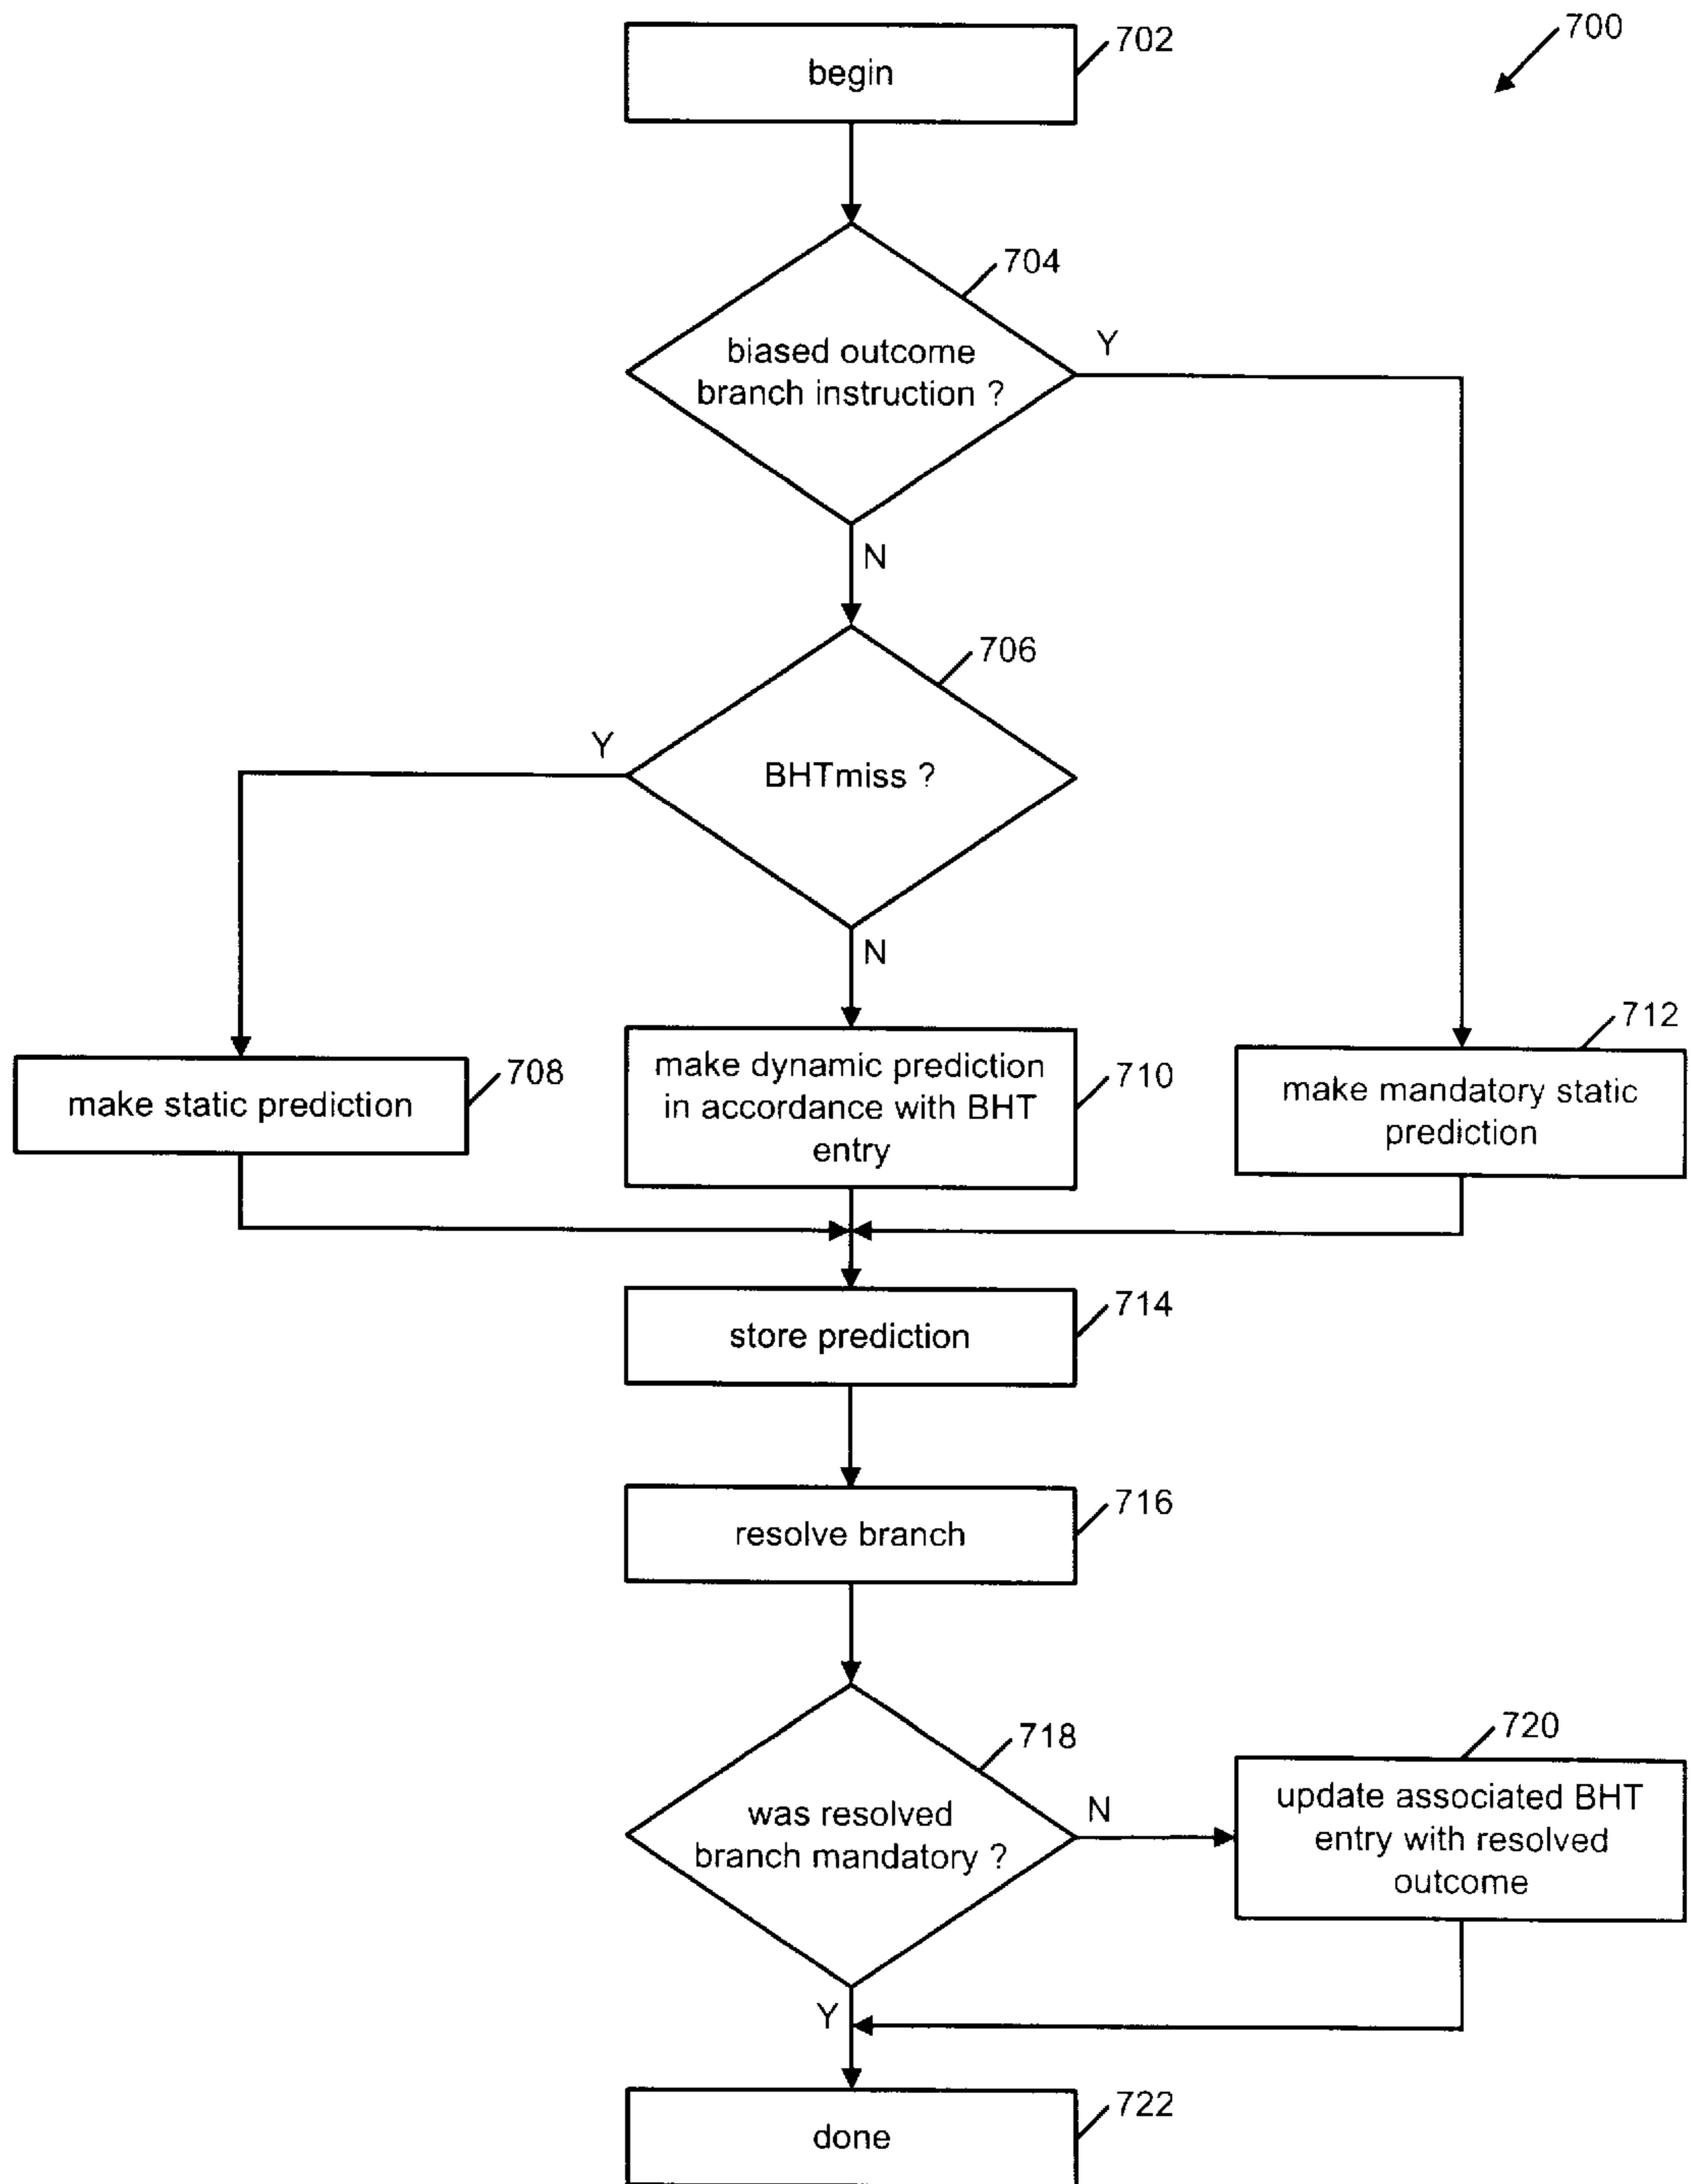 700
702
begin
704
biased outcome
branch instruction ?
Y
N
706
BHTmiss ?
Y
N
708
make static prediction
710
make dynamic prediction
in accordance with BHT
entry
712
make mandatory static
prediction
714
store prediction
716
resolve branch
718
was resolved
branch mandatory ?
N
720
update associated BHT
entry with resolved
outcome
Y
722
done